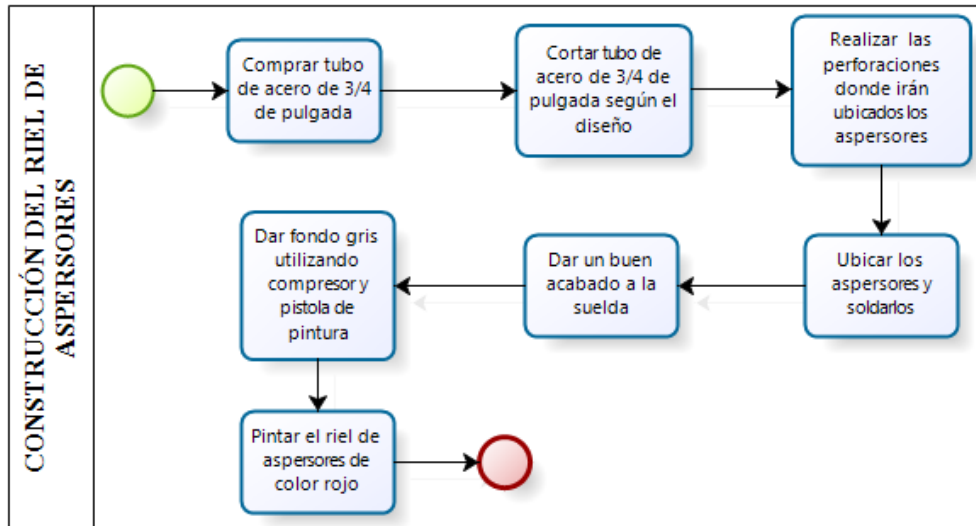 CONSTRUCCIÓN DEL RIEL DE
ASPERSORES
Comprar tubo
de acero de 3/4
de pulgada
Cortar tubo de
acero de 3/4 de
pulgada según el
diseño
Realizar las
perforaciones
donde irán
ubicados los
aspersores
Ubicar los
aspersores y
soldarlos
Dar un buen
acabado a la
suelda
Dar fondo gris
utilizando
compresor y
pistola de
pintura
Pintar el riel de
aspersores de
color rojo